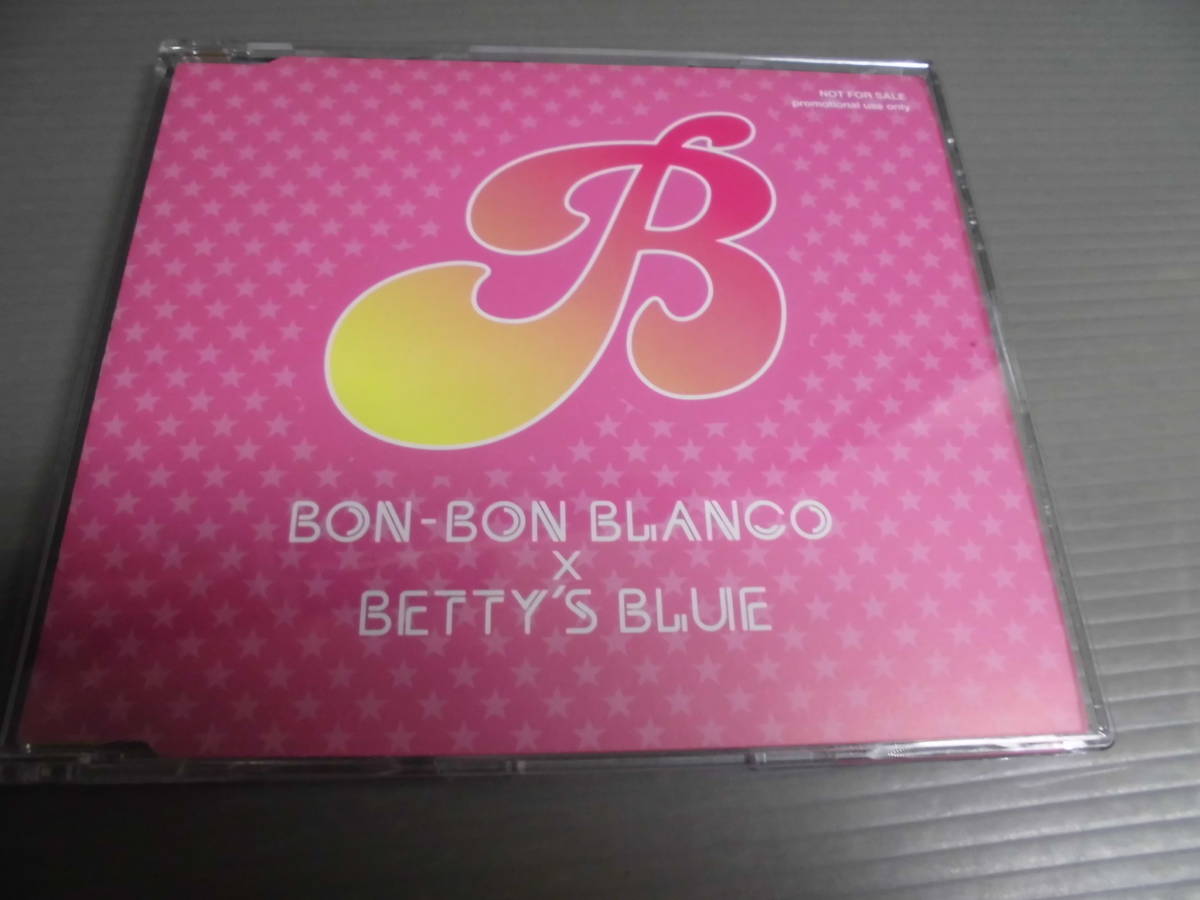 NOT FOR SALE
promotional use only
B
BON-BON BLANCO
X
BETTY'S BLUE